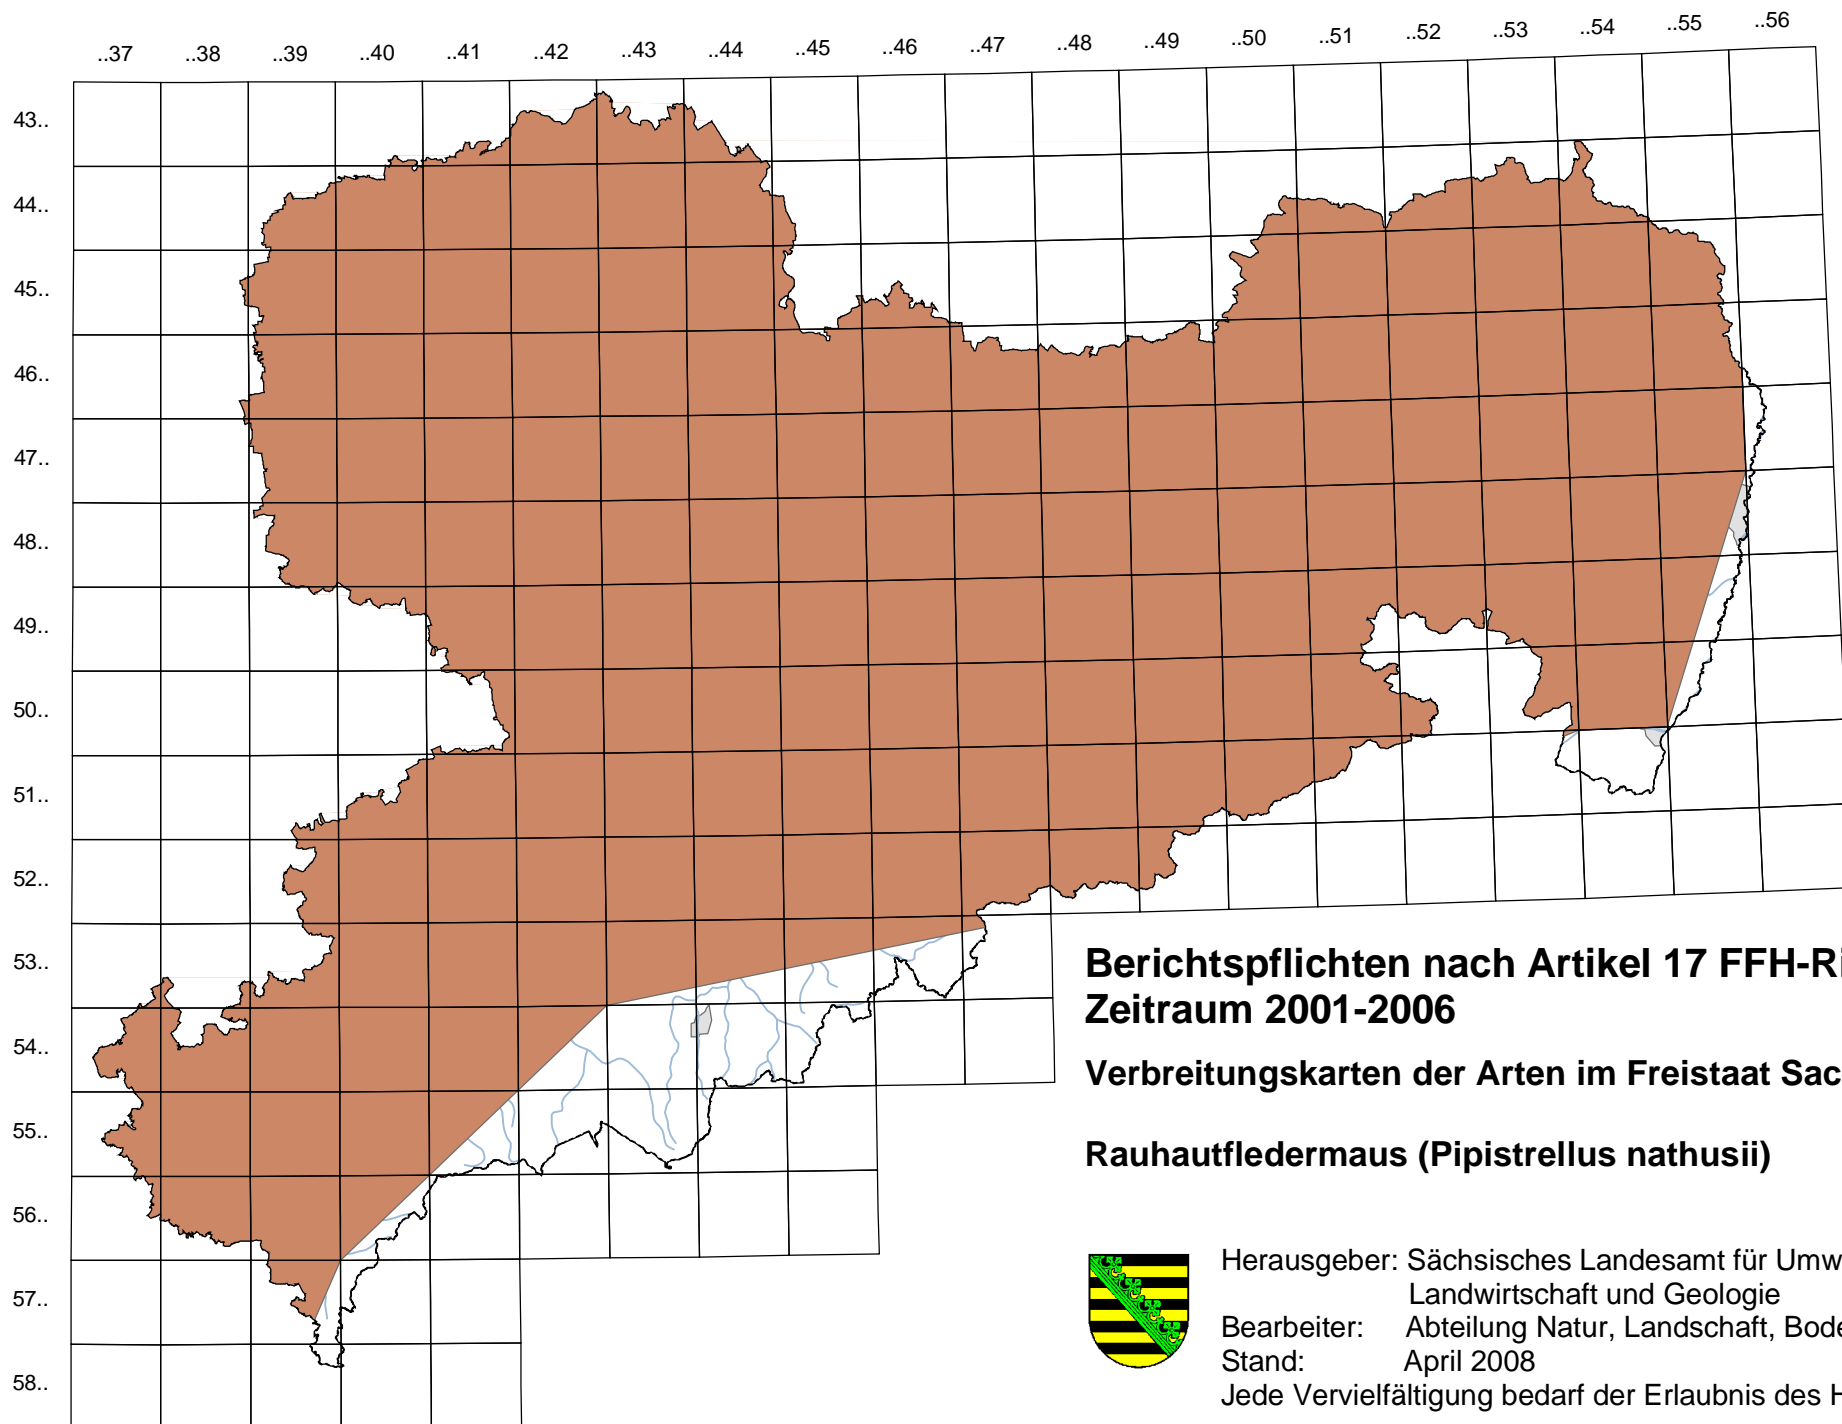 ..37 ..38 ..39 ..40 ..41 ..42 ..43 ..44 ..45 ..46 ..47 ..48 ..49 ..50 ..51 ..52 ..53 ..54 ..55 ..56
43..
44..
45..
46..
47..
48..
49..
50..
51..
52..
53..
54..
55..
56..
57..
58..
Berichtspflichten nach Artikel 17 FFH-Ri
Zeitraum 2001-2006
Verbreitungskarten der Arten im Freistaat Sac
Rauhautfledermaus (Pipistrellus nathusii)
Herausgeber: Sächsisches Landesamt für Umw
Landwirtschaft und Geologie
Bearbeiter: Abteilung Natur, Landschaft, Bode
Stand: April 2008
Jede Vervielfältigung bedarf der Erlaubnis des H